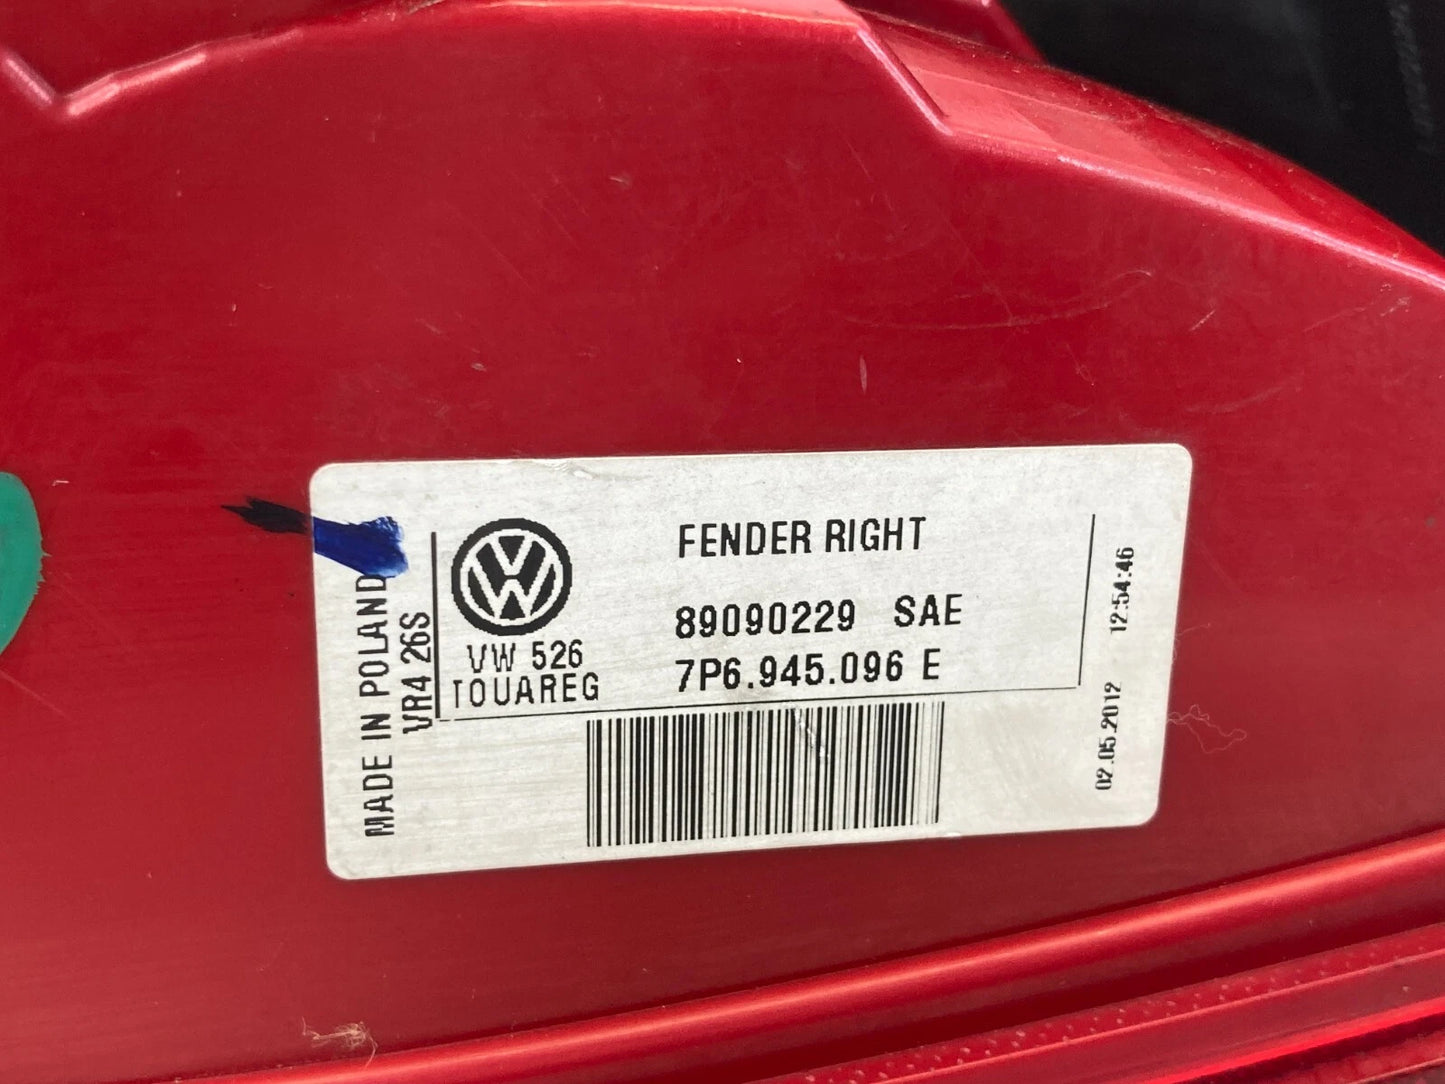 MADE IN POLAND
VR4 26S
VW 526
TOUAREG
FENDER RIGHT
89090229 SAE
7P6.945.096 E
02.05.2012 12:54:46